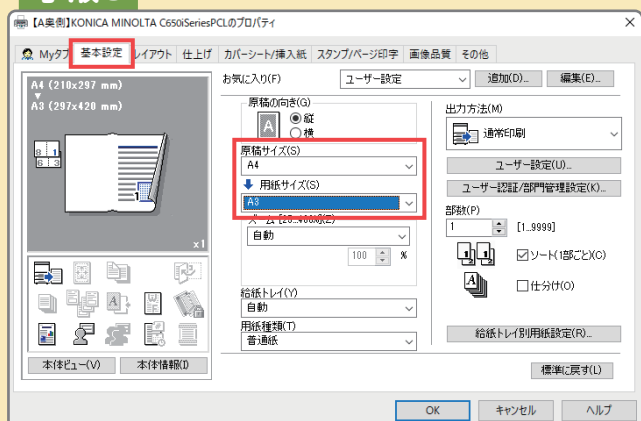 【A奥側】KONICA MINOLTA C650iSeriesPCLのプロパティ
Myタブ 基本設定 レイアウト 仕上げ カバーシート/挿入紙 スタンプ/ページ印字 画像品質 その他
A4 (210x297 mm)
A3 (297x420 mm)
8 1
6 3
1
x1
本体ビュー(V) 本体情報(I)
お気に入り(F) ユーザー設定 追加(D)... 編集(E)...
原稿の向き(G)
A
縦
横
原稿サイズ(S)
A4
用紙サイズ(S)
A3
ズーム [25...400%](Z)
自動
100 %
給紙トレイ(Y)
自動
用紙種類(T)
普通紙
出力方法(M)
通常印刷
ユーザー設定(U)...
ユーザー認証/部門管理設定(K)...
部数(P)
1 [1..9999]
ソート(1部ごと)(C)
仕分け(O)
給紙トレイ別用紙設定(R)...
標準に戻す(L)
OK キャンセル ヘルプ